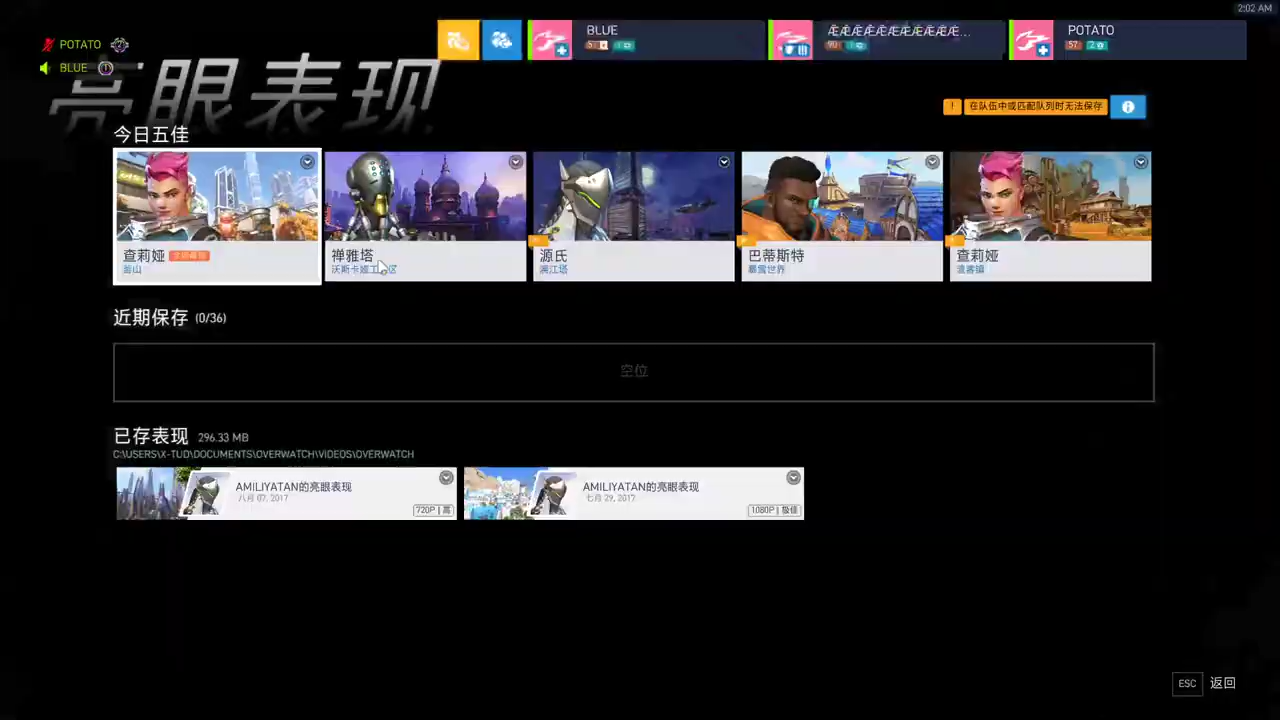 2:02 AM
POTATO
BLUE
BLUE
POTATO
57
亮眼表现
在队伍中或匹配队列时无法保存
今日五佳
查莉娅
釜山
禅雅塔
沃斯卡娅工业区
源氏
漓江塔
巴蒂斯特
暴雪世界
查莉娅
渣客镇
近期保存 (0/36)
空位
已存表现 296.33 MB
C:\USERS\X-TUD\DOCUMENTS\OVERWATCH\VIDEOS\OVERWATCH
AMILIYATAN的亮眼表现
八月 07, 2017
720P | 高
AMILIYATAN的亮眼表现
七月 29, 2017
1080P | 极佳
ESC 返回